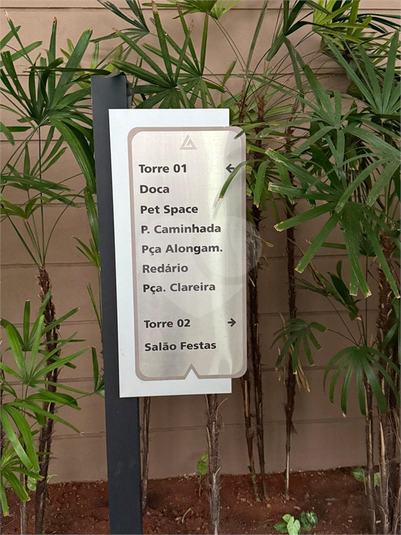 Torre 01 ←
Doca
Pet Space
P. Caminhada
Pça Alongam.
Redário
Pça. Clareira
Torre 02 →
Salão Festas